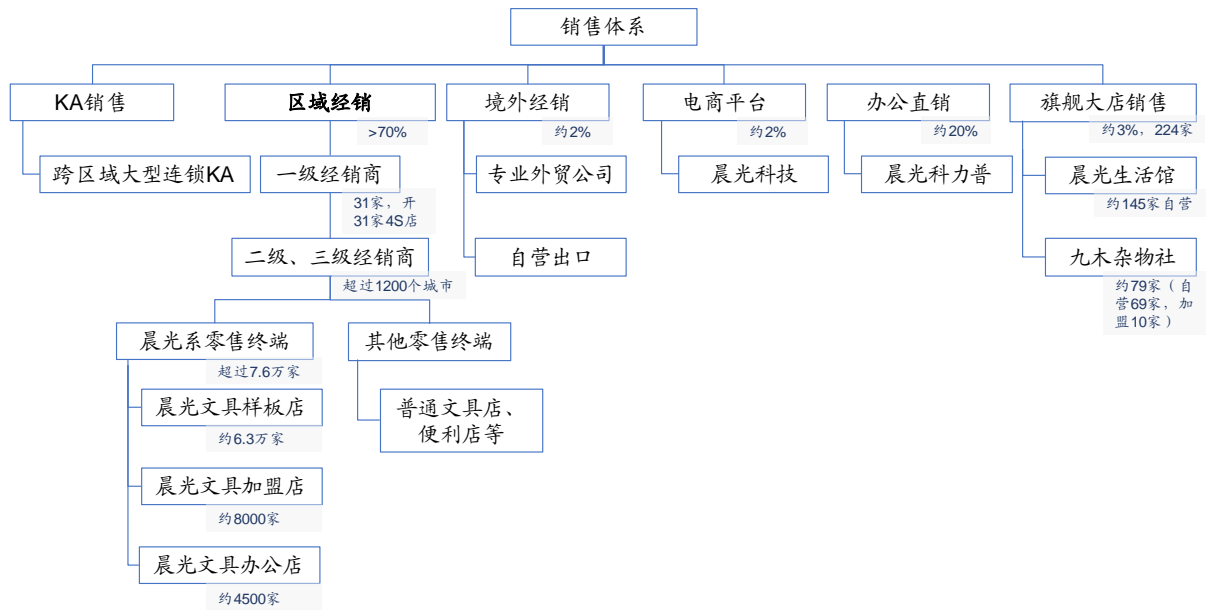 销售体系
KA销售
区域经销
>70%
境外经销
约2%
电商平台
约2%
办公直销
约20%
旗舰大店销售
约3%，224家
跨区域大型连锁KA
一级经销商
31家，开
31家4S店
专业外贸公司
晨光科技
晨光科力普
晨光生活馆
约145家自营
二级、三级经销商
超过1200个城市
自营出口
九木杂物社
约79家（自
营69家，加
盟10家）
晨光系零售终端
超过7.6万家
其他零售终端
晨光文具样板店
约6.3万家
普通文具店、
便利店等
晨光文具加盟店
约8000家
晨光文具办公店
约4500家